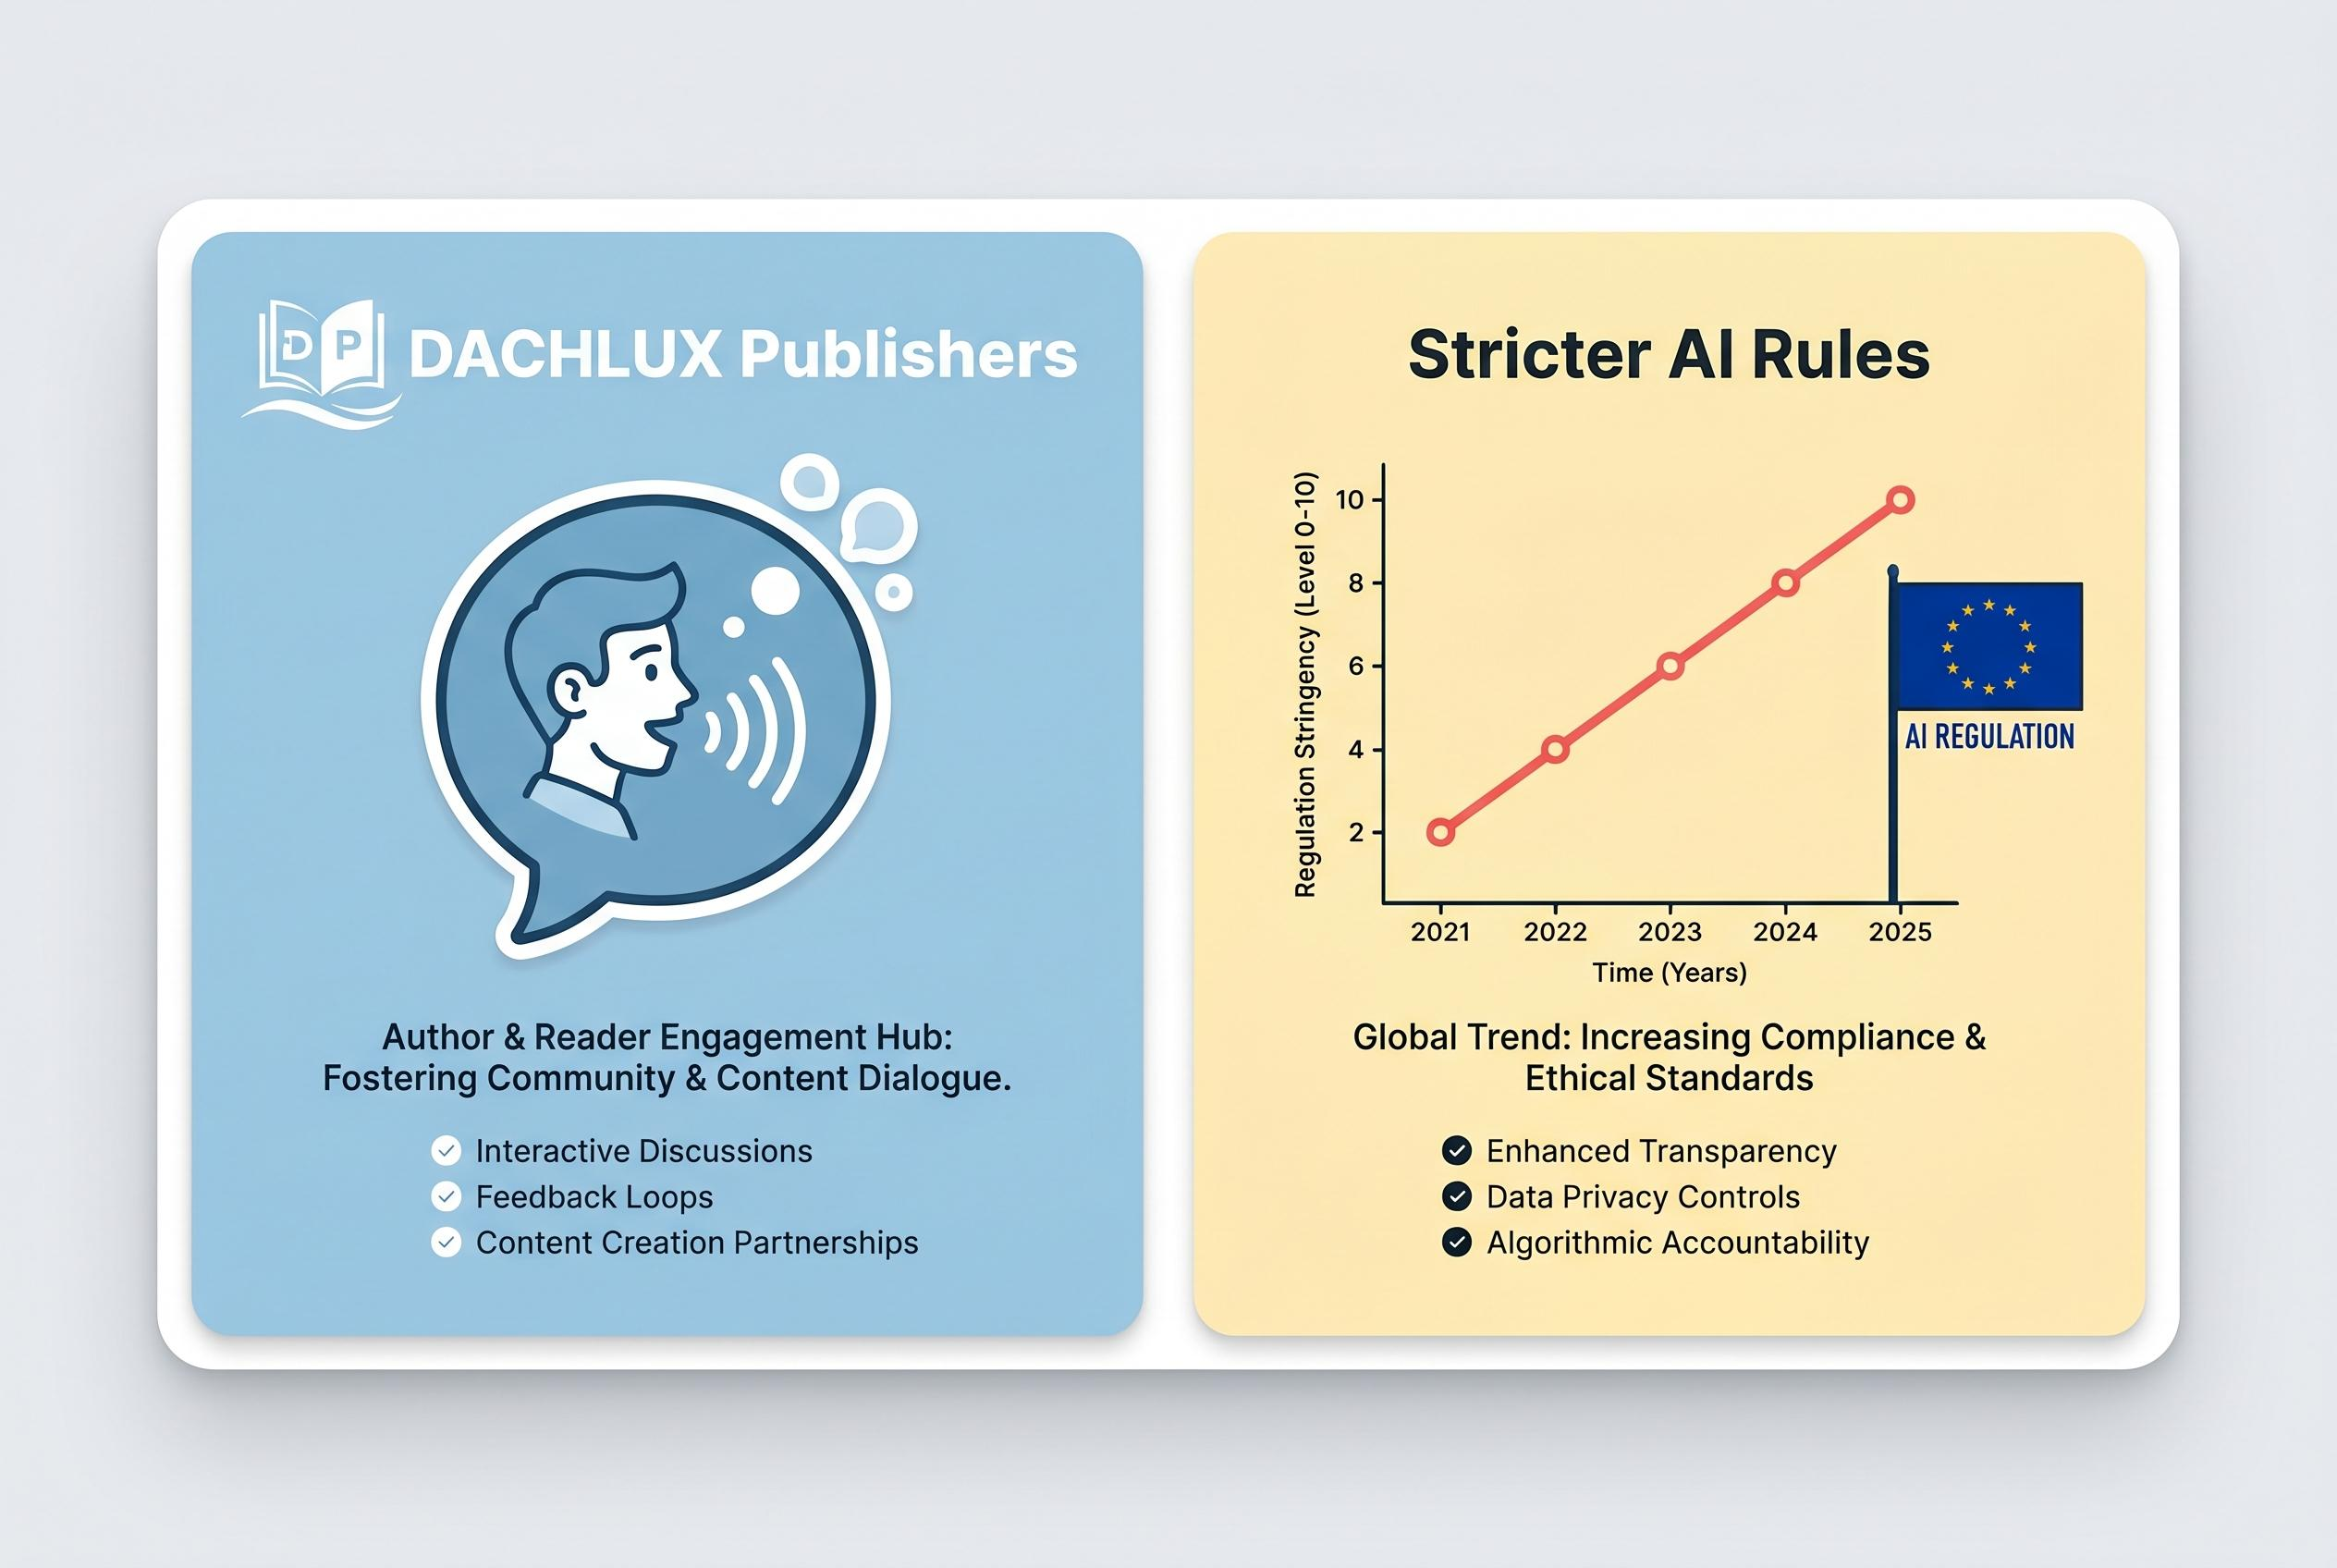 D P
DACHLUX Publishers
Author & Reader Engagement Hub:
Fostering Community & Content Dialogue.
Interactive Discussions
Feedback Loops
Content Creation Partnerships
Stricter AI Rules
Regulation Stringency (Level 0-10)
10
8
6
4
2
AI REGULATION
2021 2022 2023 2024 2025
Time (Years)
Global Trend: Increasing Compliance &
Ethical Standards
Enhanced Transparency
Data Privacy Controls
Algorithmic Accountability